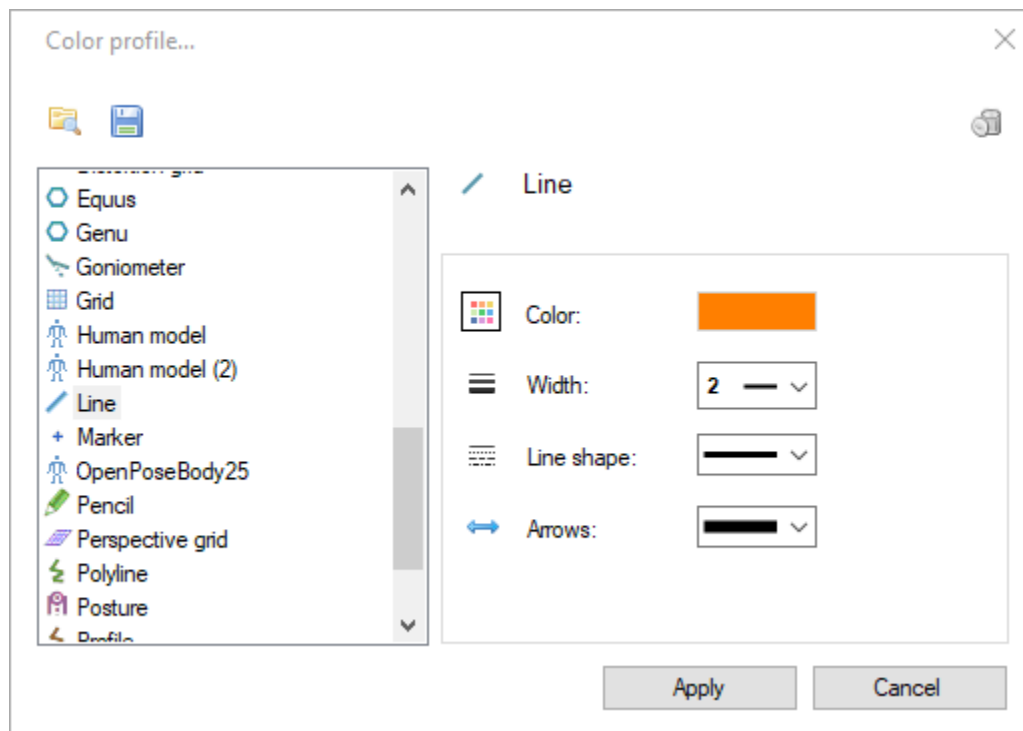 Color profile...
Equus
Genu
Goniometer
Grid
Human model
Human model (2)
Line
Marker
OpenPoseBody25
Pencil
Perspective grid
Polyline
Posture
Profile
Line
Color:
Width:
2
Line shape:
Arrows:
Apply
Cancel